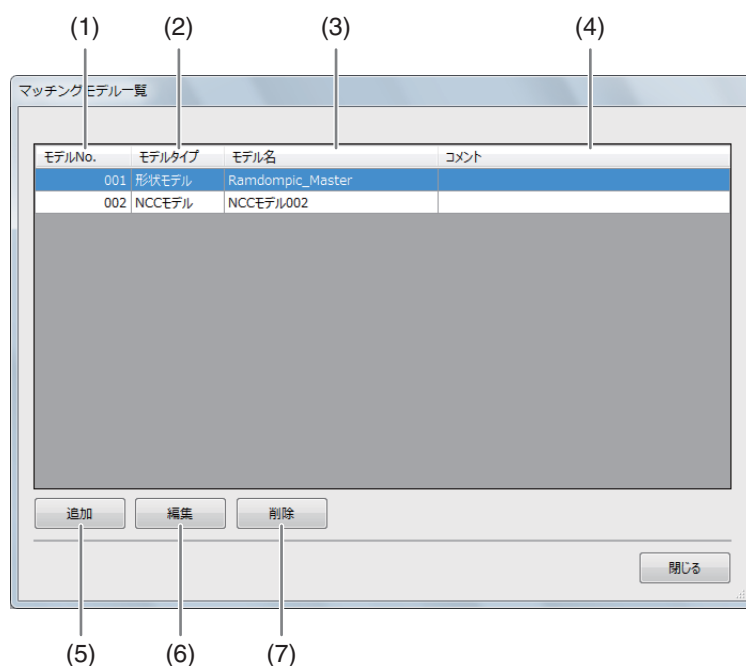 (1) (2) (3) (4)
マッチングモデル一覧
モデルNo. モデルタイプ モデル名 コメント
001 形状モデル Ramdompic_Master
002 NCCモデル NCCモデル002
追加 編集 削除
閉じる
(5) (6) (7)